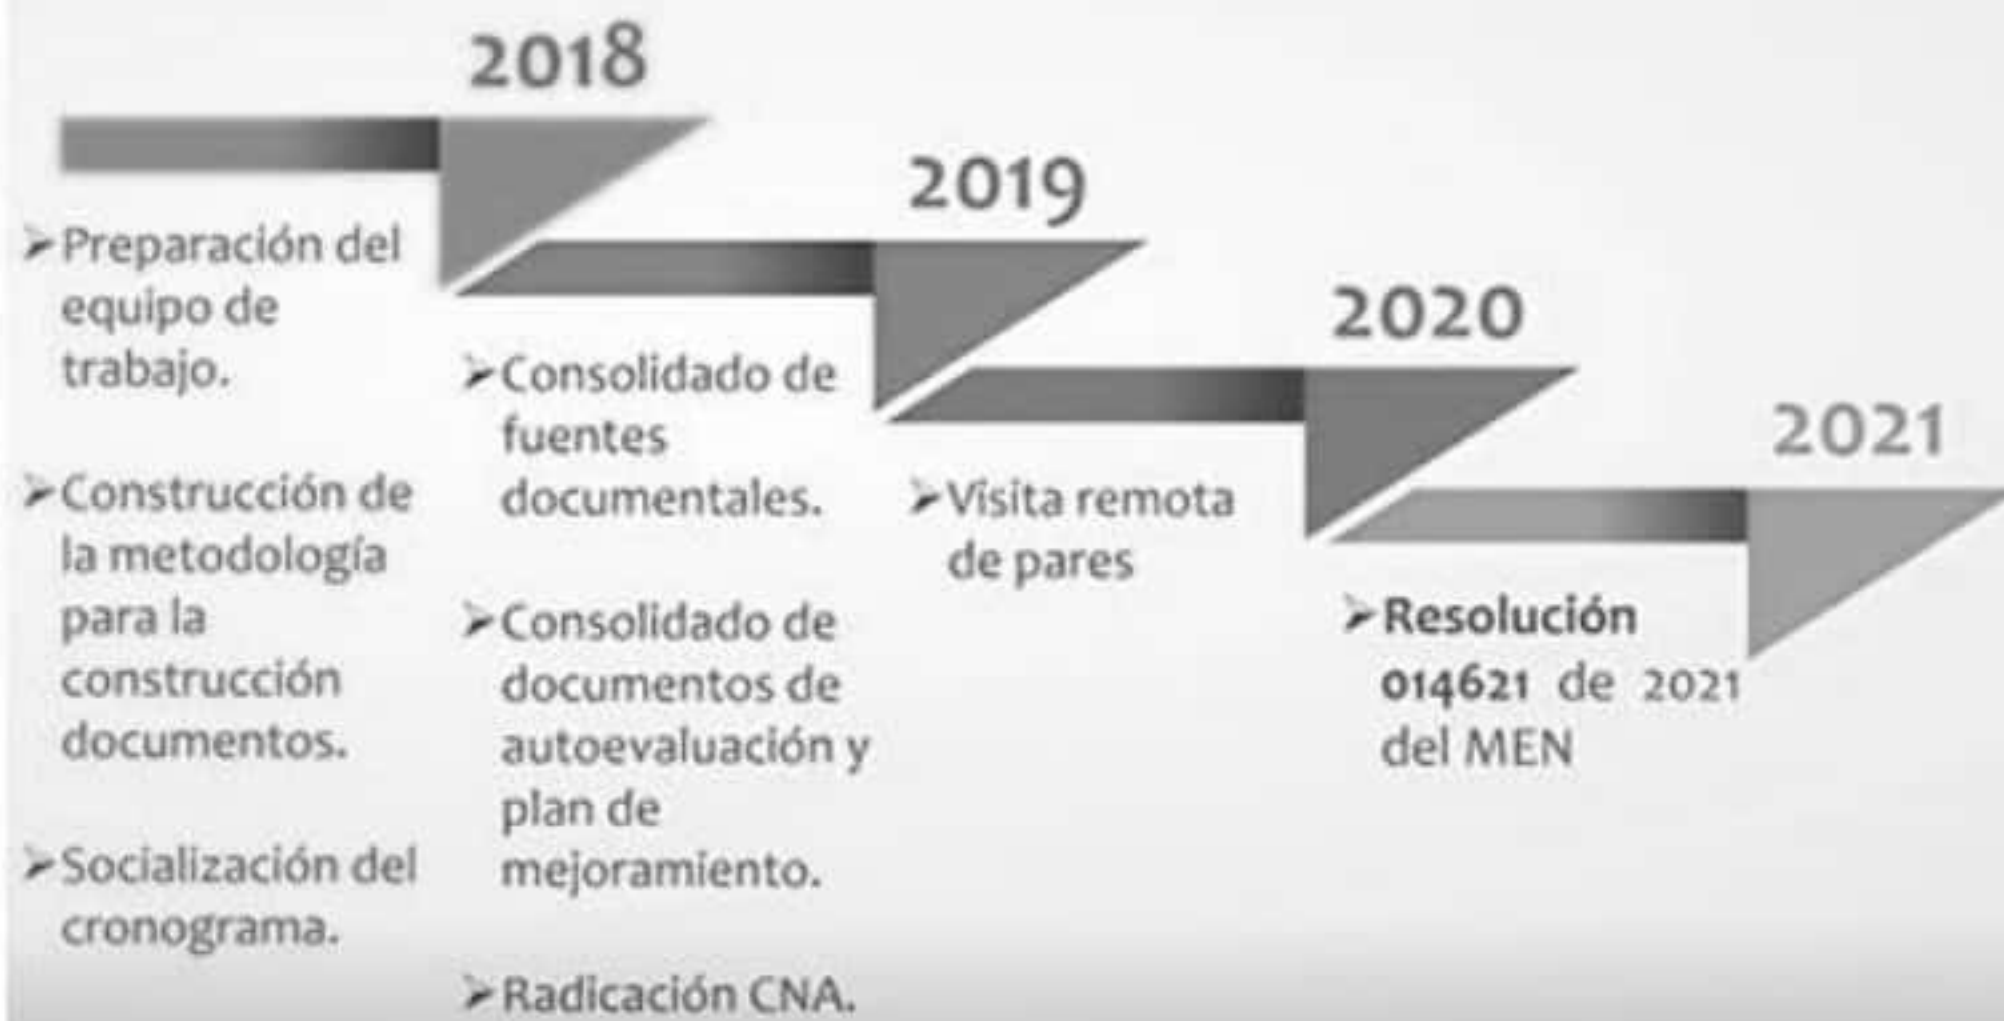 2018
➤Preparación del
equipo de
trabajo.
➤Construcción de
la metodología
para la
construcción
documentos.
➤Socialización del
cronograma.
2019
➤Consolidado de
fuentes
documentales.
➤Consolidado de
documentos de
autoevaluación y
plan de
mejoramiento.
➤Radicación CNA.
2020
➤Visita remota
de pares
2021
➤Resolución
014621 de 2021
del MEN